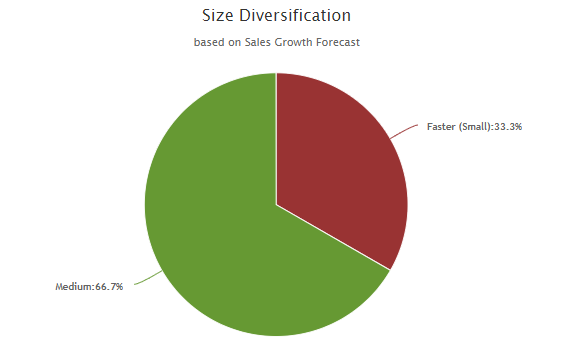 Size Diversification
based on Sales Growth Forecast
Faster (Small):33.3%
Medium:66.7%